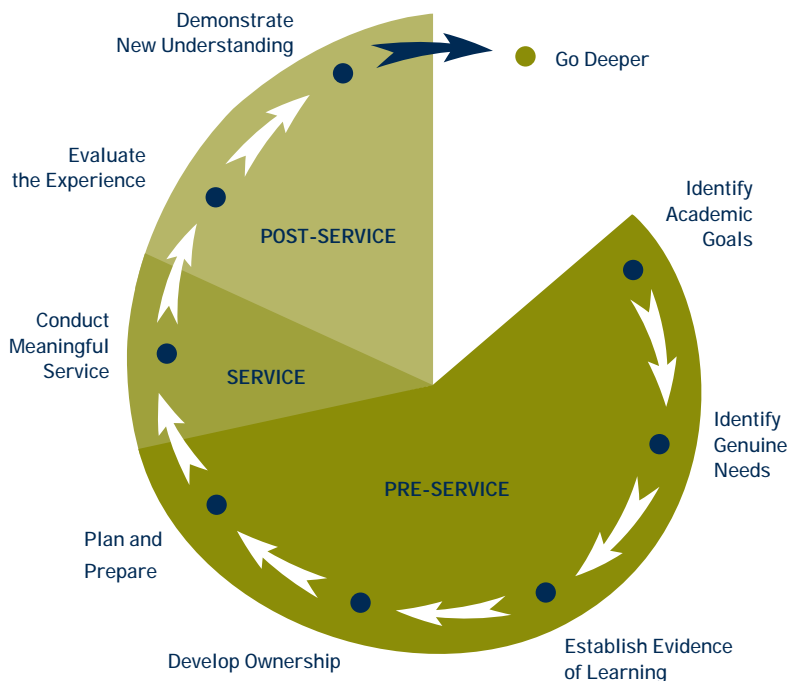 Demonstrate
New Understanding
Go Deeper
Evaluate
the Experience
Identify
Academic
Goals
POST-SERVICE
Conduct
Meaningful
Service
SERVICE
Identify
Genuine
Needs
PRE-SERVICE
Plan and
Prepare
Develop Ownership
Establish Evidence
of Learning